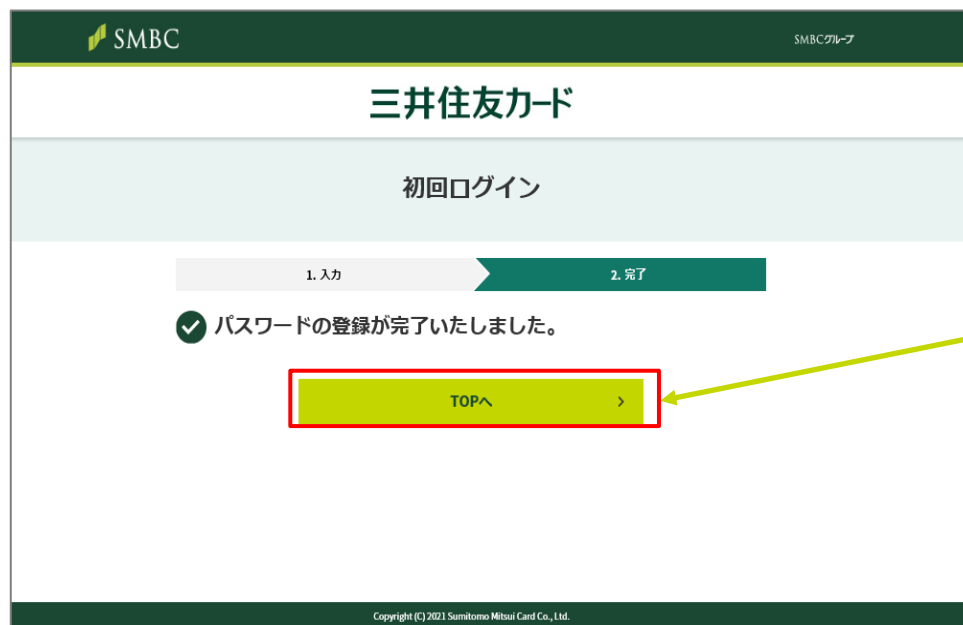 SMBC
SMBCグループ
三井住友カード
初回ログイン
1. 入力
2. 完了
パスワードの登録が完了いたしました。
TOPへ
Copyright (C) 2021 Sumitomo Mitsui Card Co., Ltd.